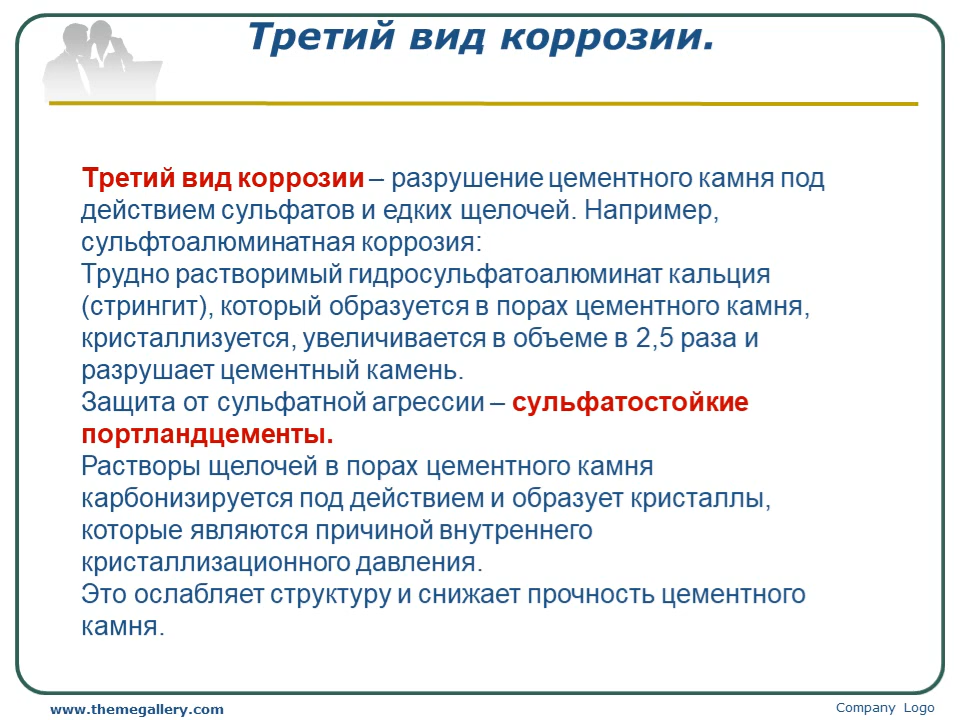 Третий вид коррозии.
Третий вид коррозии – разрушение цементного камня под
действием сульфатов и едких щелочей. Например,
сульфтоалюминатная коррозия:
Трудно растворимый гидросульфатоалюминат кальция
(стрингит), который образуется в порах цементного камня,
кристаллизуется, увеличивается в объеме в 2,5 раза и
разрушает цементный камень.
Защита от сульфатной агрессии – сульфатостойкие
портландцементы.
Растворы щелочей в порах цементного камня
карбонизируется под действием и образует кристаллы,
которые являются причиной внутреннего
кристаллизационного давления.
Это ослабляет структуру и снижает прочность цементного
камня.
www.themegallery.com
Company Logo